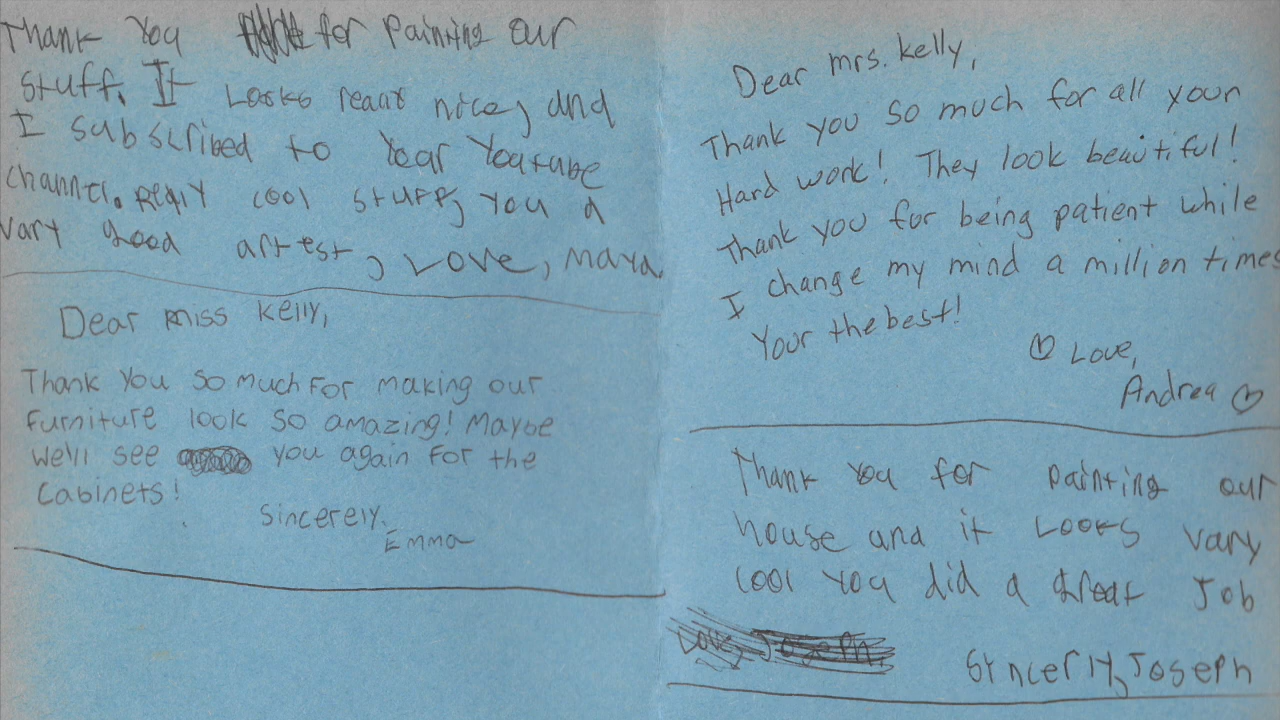 Thank You for painting our
stuff. It Looks reaut nice, and
I subscribed to Year Youtube
channel. reaut cool stuff, you a
vary good artest, Love, Maya
Dear miss Kelly,
Thank You so much For making our
Furniture look so amazing! Maybe
we'll see you again For the
Cabinets!
Sincerely,
Emma
Dear mrs. Kelly,
Thank you so much for all your
Hard work! They look beautiful!
Thank you for being patient while
I change my mind a million times
Your the best!
Love,
Andrea
Thank You for painting our
house and it Looks vary
cool you did a great Job
Love, Joseph,
Sincerly, Joseph